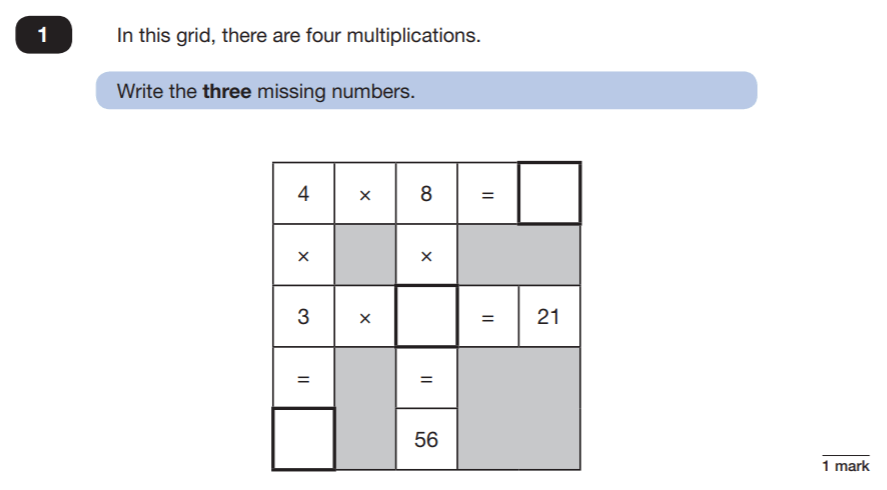 1 In this grid, there are four multiplications.
Write the three missing numbers.
4 × 8 =
× ×
3 × = 21
= =
56
1 mark